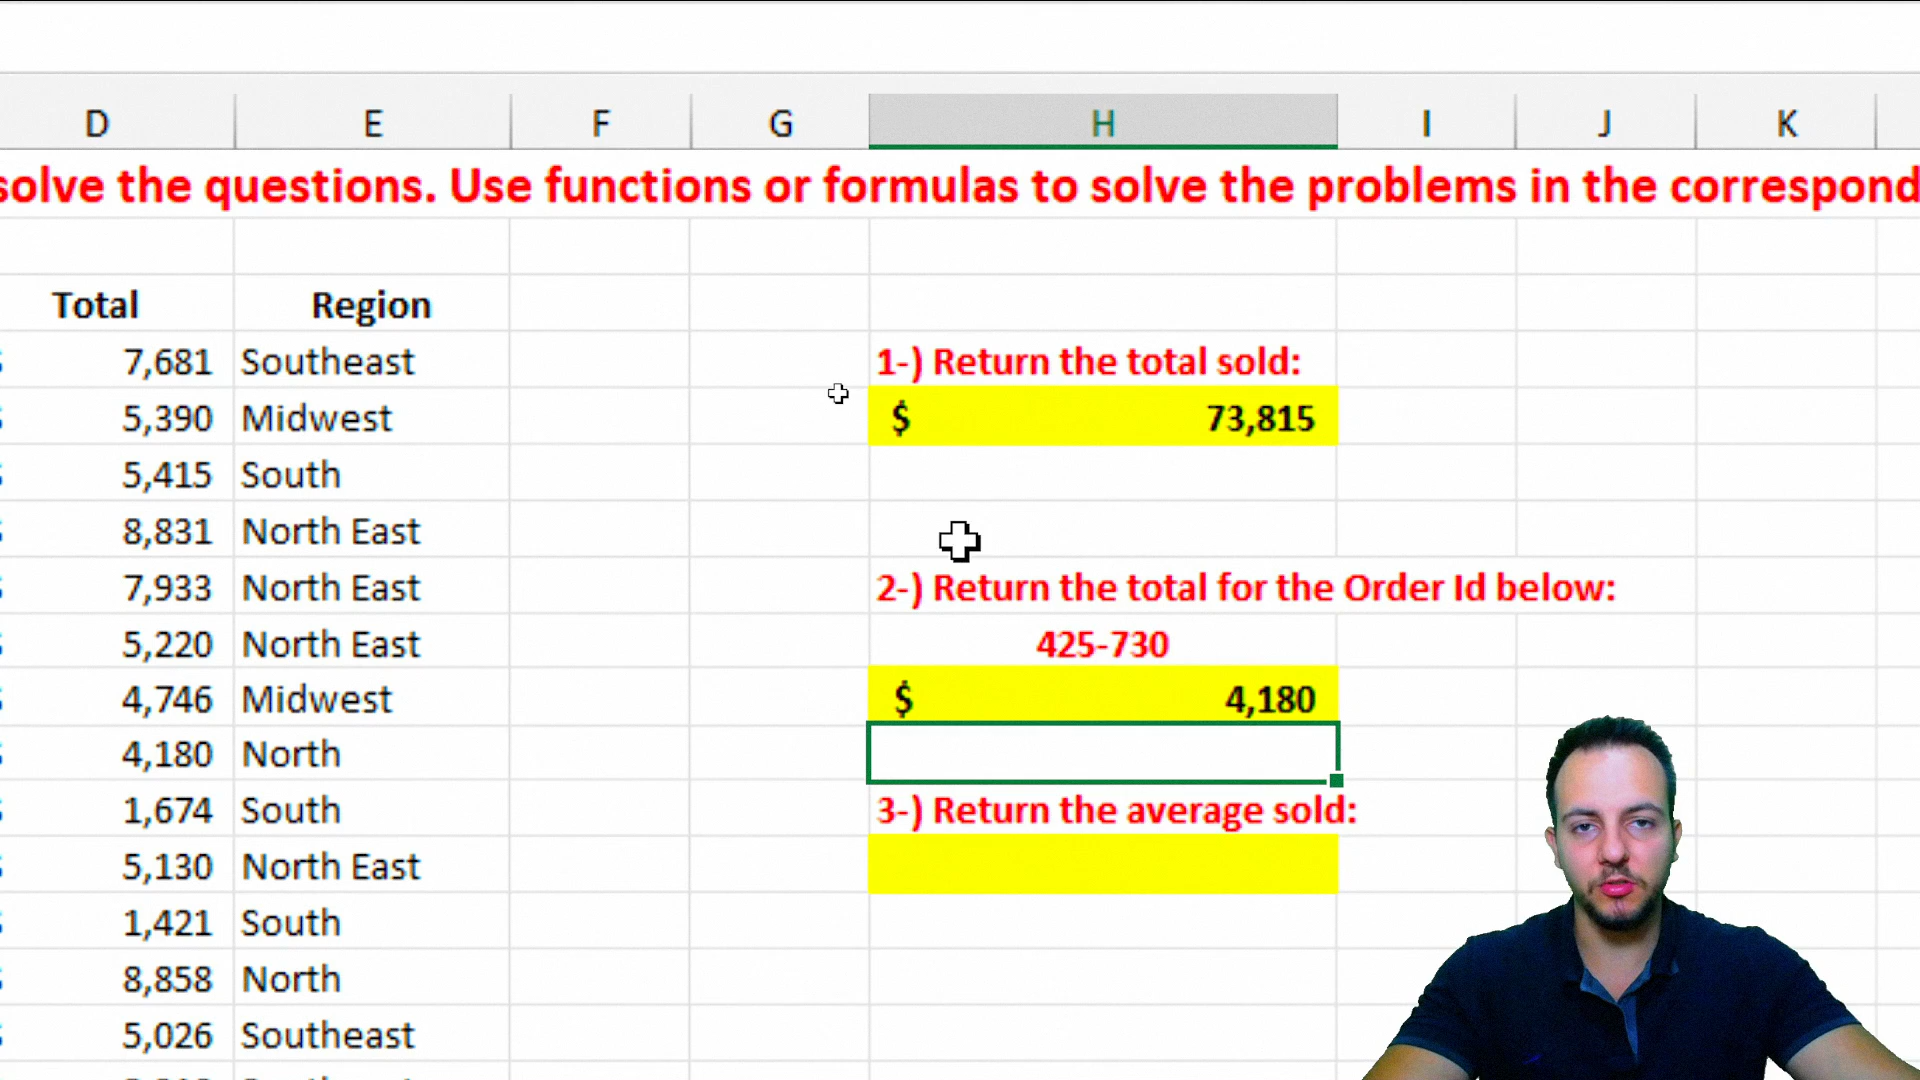 D E F G H I J K
solve the questions. Use functions or formulas to solve the problems in the correspond
Total Region
7,681 Southeast 1-) Return the total sold:
5,390 Midwest $ 73,815
5,415 South
8,831 North East
7,933 North East 2-) Return the total for the Order Id below:
5,220 North East 425-730
4,746 Midwest $ 4,180
4,180 North
1,674 South 3-) Return the average sold:
5,130 North East
1,421 South
8,858 North
5,026 Southeast